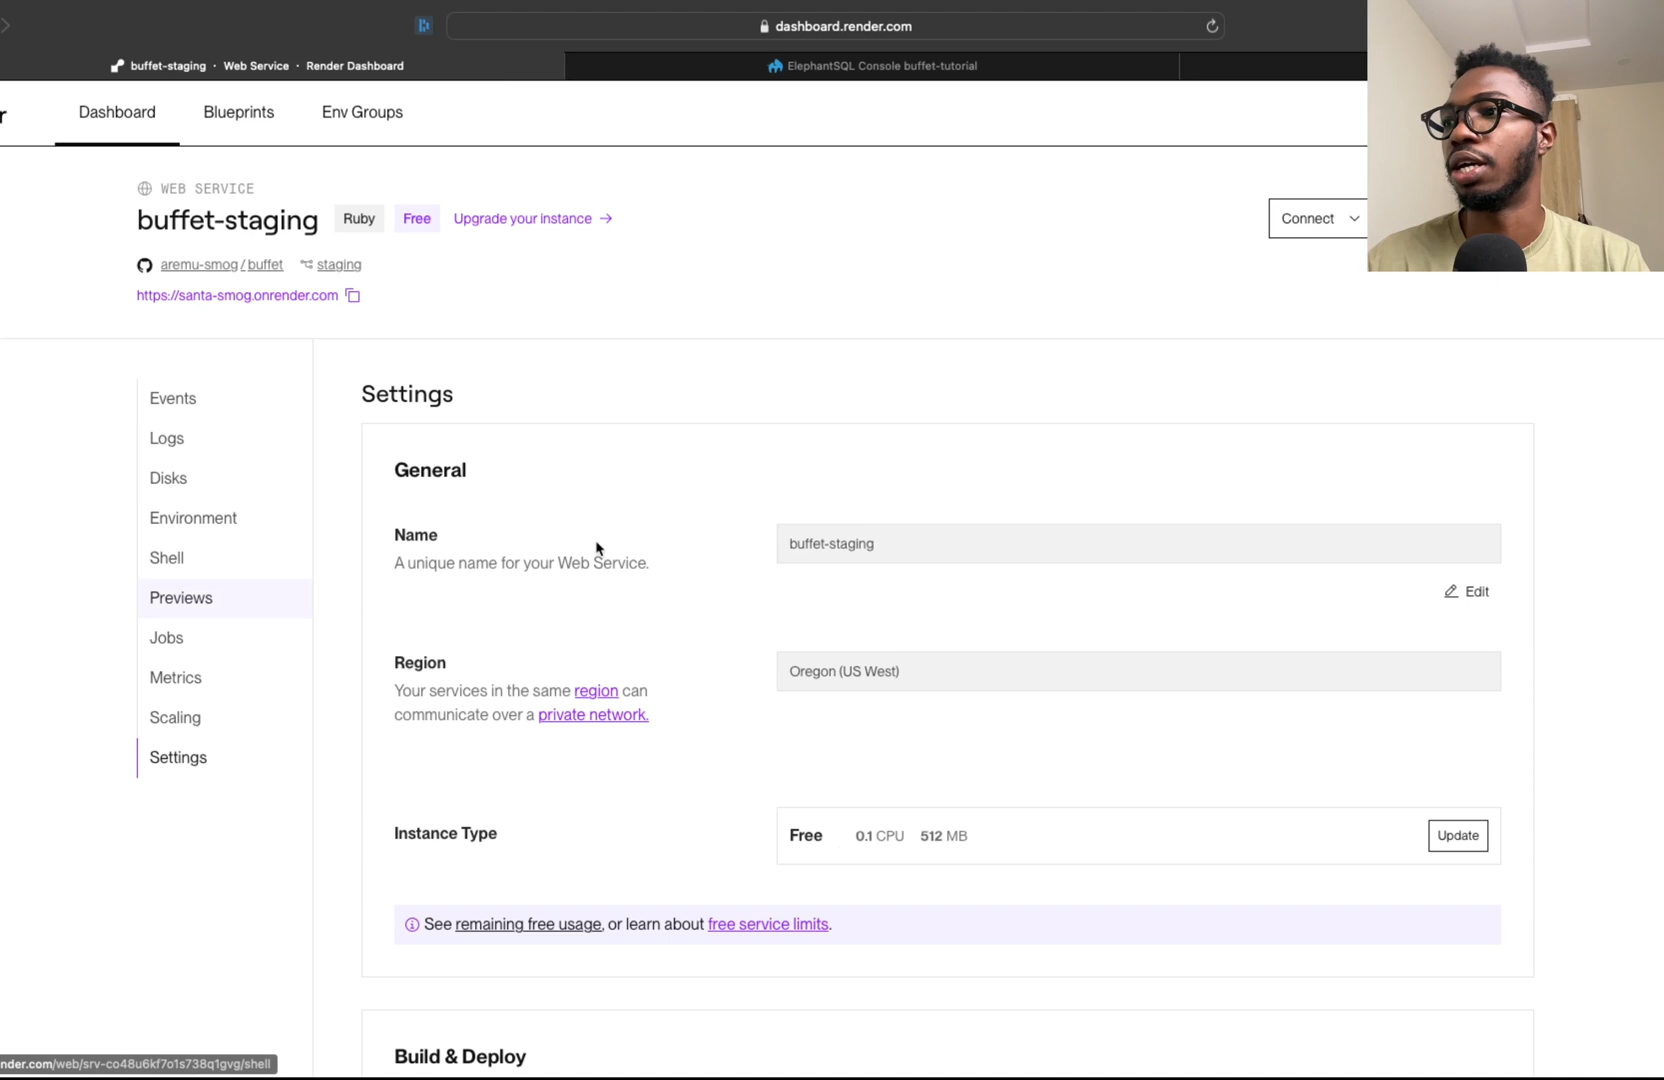 dashboard.render.com
buffet-staging · Web Service · Render Dashboard
ElephantSQL Console buffet-tutorial
r
Dashboard
Blueprints
Env Groups
WEB SERVICE
buffet-staging
Ruby
Free
Upgrade your instance →
Connect
aremu-smog/buffet
staging
https://santa-smog.onrender.com
Events
Logs
Disks
Environment
Shell
Previews
Jobs
Metrics
Scaling
Settings
Settings
General
Name
A unique name for your Web Service.
buffet-staging
Edit
Region
Your services in the same region can
communicate over a private network.
Oregon (US West)
Instance Type
Free 0.1 CPU 512 MB
Update
See remaining free usage, or learn about free service limits.
Build & Deploy
nder.com/web/srv-co48u6kf7o1s738q1gvg/shell